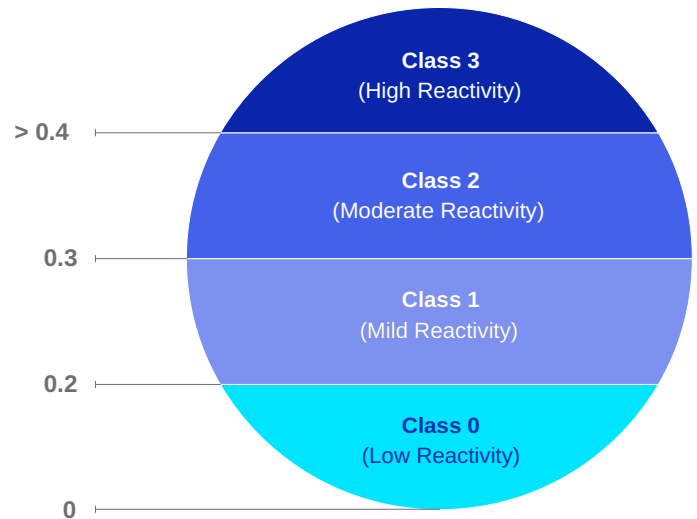 Class 3
(High Reactivity)
> 0.4
Class 2
(Moderate Reactivity)
0.3
Class 1
(Mild Reactivity)
0.2
Class 0
(Low Reactivity)
0